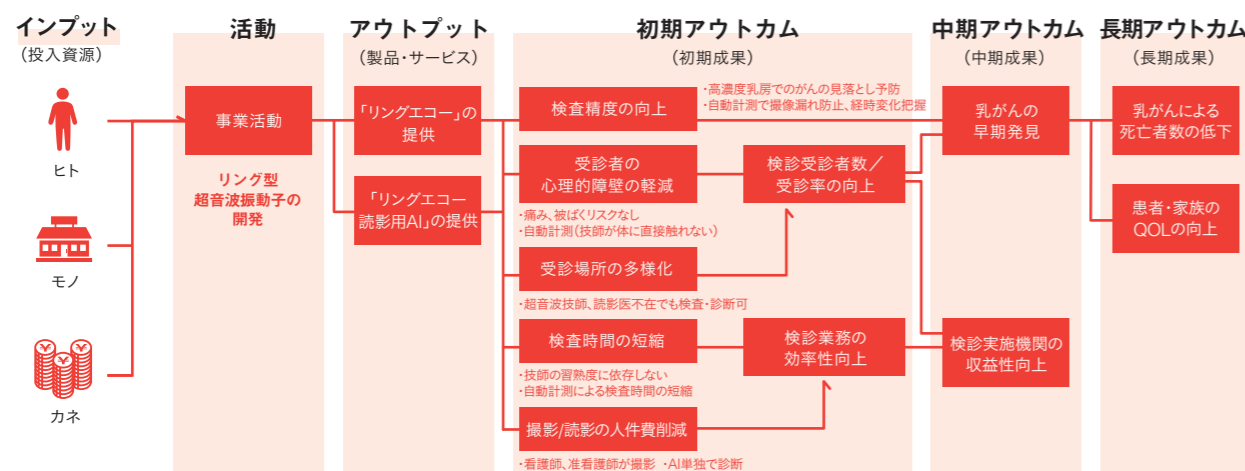 インプット
（投入資源）
ヒト
モノ
カネ
活動
事業活動
リング型
超音波振動子の
開発
アウトプット
（製品・サービス）
「リングエコー」の
提供
「リングエコー
読影用AI」の提供
初期アウトカム
（初期成果）
検査精度の向上
・高濃度乳房でのがんの見落とし予防
・自動計測で撮像漏れ防止、経時変化把握
受診者の
心理的障壁の軽減
・痛み、被ばくリスクなし
・自動計測（技師が体に直接触れない）
受診場所の多様化
・超音波技師、読影医不在でも検査・診断可
検査時間の短縮
・技師の習熟度に依存しない
・自動計測による検査時間の短縮
撮影/読影の人件費削減
・看護師、准看護師が撮影 ・AI単独で診断
検診受診者数／
受診率の向上
検診業務の
効率性向上
中期アウトカム
（中期成果）
乳がんの
早期発見
検診実施機関の
収益性向上
長期アウトカム
（長期成果）
乳がんによる
死亡者数の低下
患者・家族の
QOLの向上